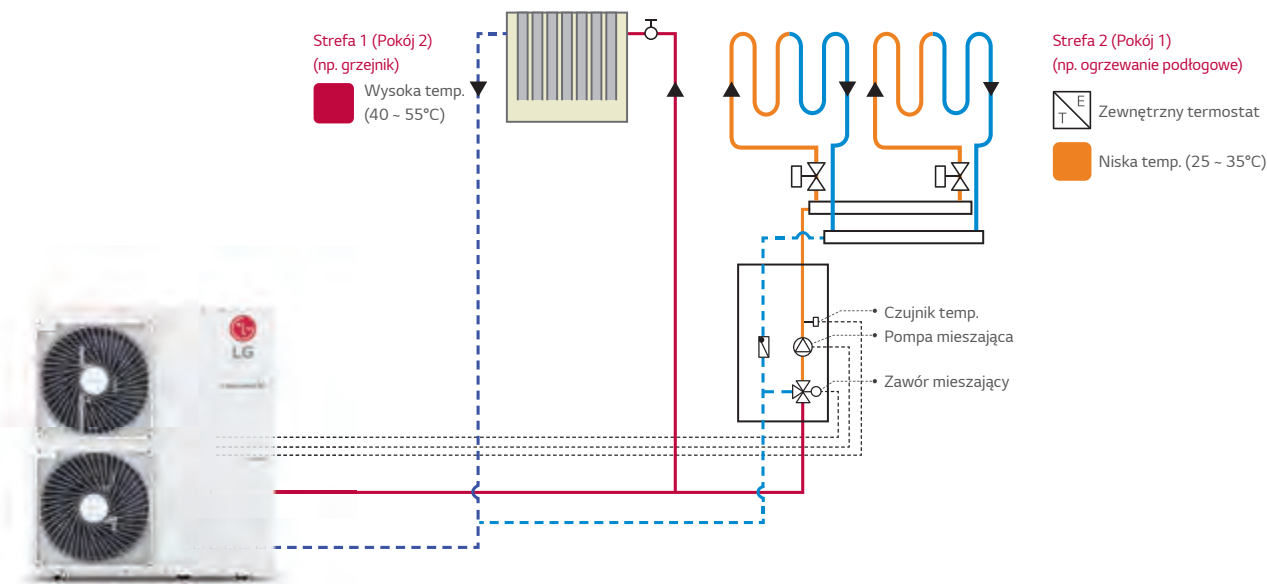 Strefa 1 (Pokój 2)
(np. grzejnik)
Wysoka temp.
(40 ~ 55°C)
Strefa 2 (Pokój 1)
(np. ogrzewanie podłogowe)
E
T
Zewnętrzny termostat
Niska temp. (25 ~ 35°C)
Czujnik temp.
Pompa mieszająca
Zawór mieszający
LG